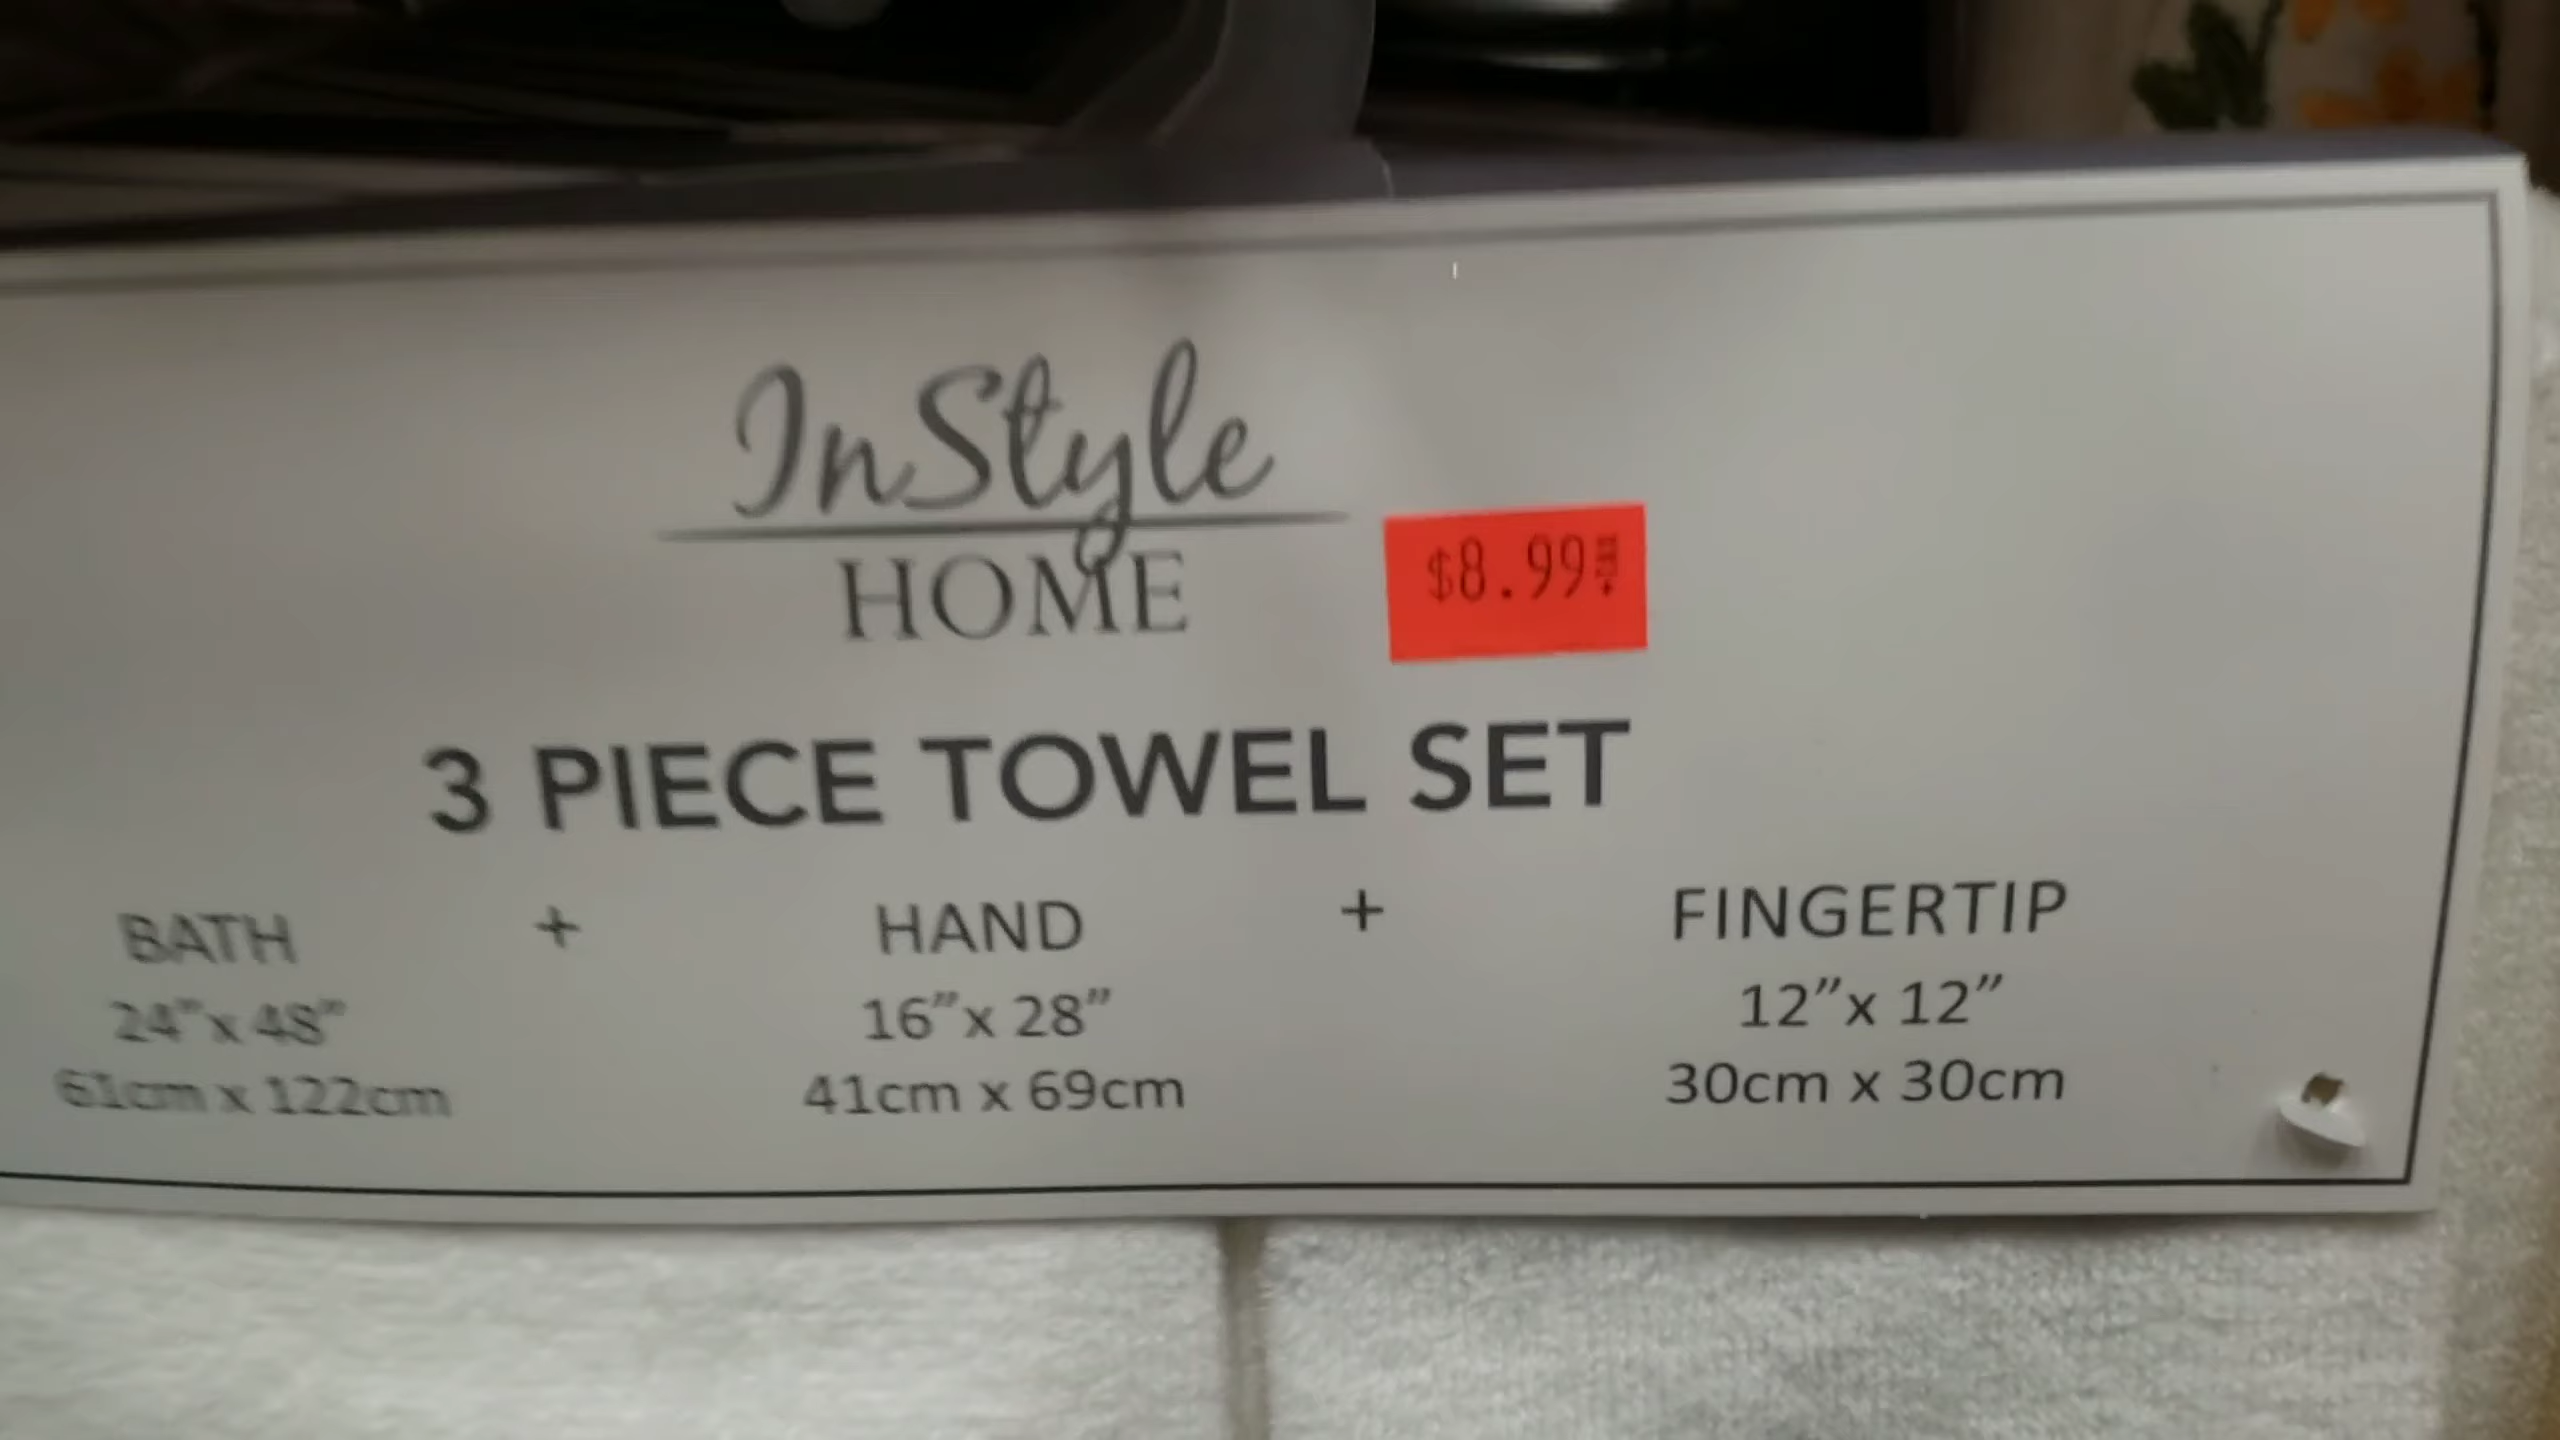 InStyle
HOME
$8.99
3 PIECE TOWEL SET
BATH + HAND + FINGERTIP
24"x 48" 16"x 28" 12"x 12"
61cm x 122cm 41cm x 69cm 30cm x 30cm